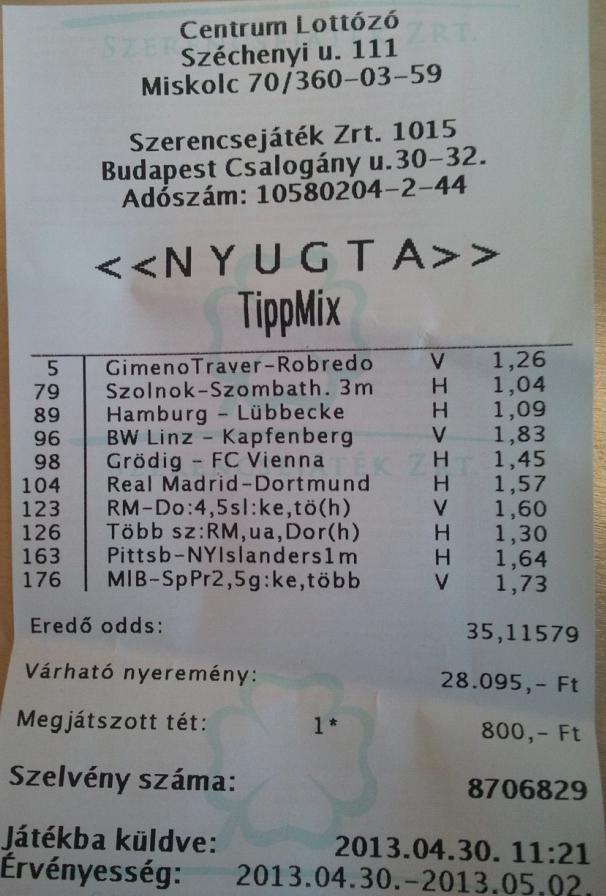 Centrum Lottózó
Széchenyi u. 111
Miskolc 70/360-03-59
Szerencsejáték Zrt. 1015
Budapest Csalogány u.30-32.
Adószám: 10580204-2-44
<<NYUGTA>>
TippMix
5 GimenoTraver-Robredo V 1,26
79 Szolnok-Szombath. 3m H 1,04
89 Hamburg - Lübbecke H 1,09
96 BW Linz - Kapfenberg V 1,83
98 Grödig - FC Vienna H 1,45
104 Real Madrid-Dortmund H 1,57
123 RM-Do:4,5sl:ke,tö(h) V 1,60
126 Több sz:RM,ua,Dor(h) H 1,30
163 Pittsb-NYIslanders1m H 1,64
176 MlB-SpPr2,5g:ke,több V 1,73
Eredő odds: 35,11579
Várható nyeremény: 28.095,- Ft
Megjátszott tét: 1* 800,- Ft
Szelvény száma: 8706829
Játékba küldve: 2013.04.30. 11:21
Érvényesség: 2013.04.30.-2013.05.02.